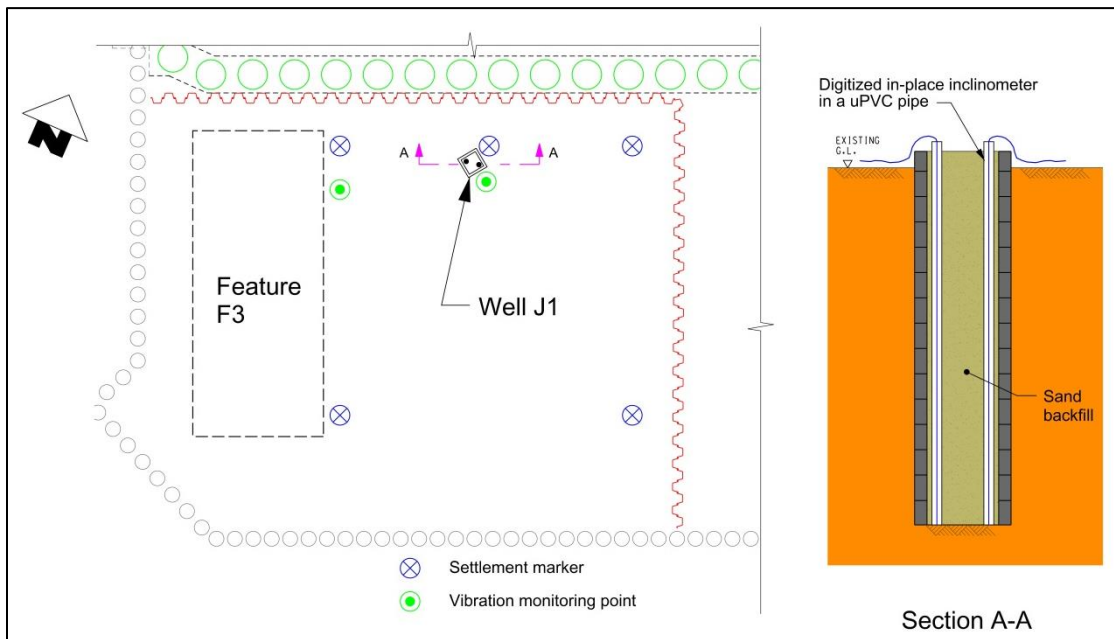 N
A
A
Feature
F3
Well J1
Settlement marker
Vibration monitoring point
Digitized in-place inclinometer
in a uPVC pipe
EXISTING
G.L.
Sand
backfill
Section A-A